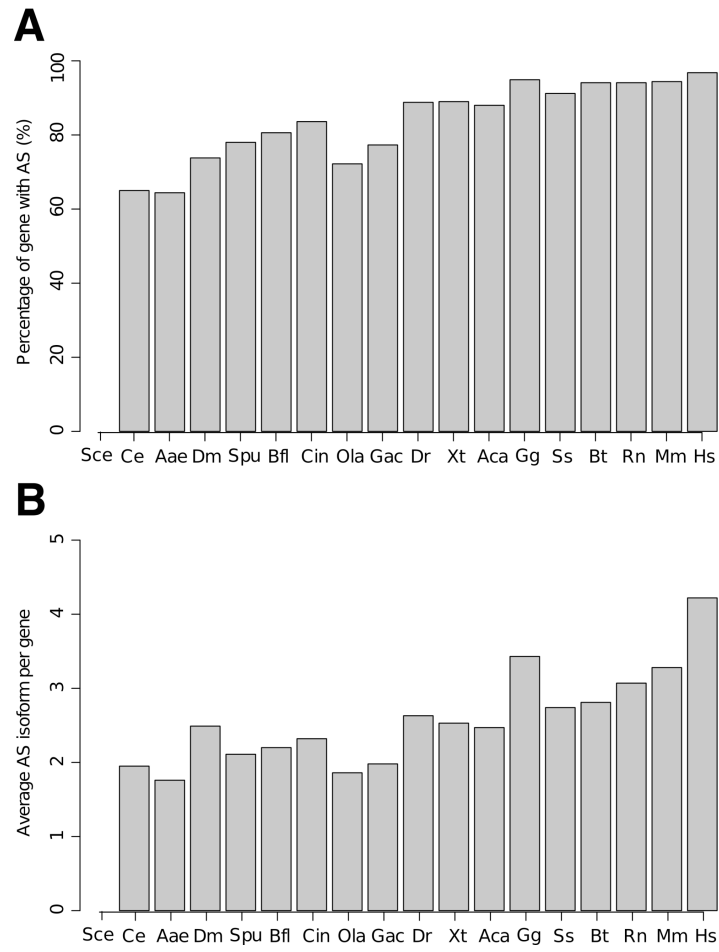 A
Percentage of gene with AS (%)
100
80
60
40
20
0
Sce Ce Aae Dm Spu Bfl Cin Ola Gac Dr Xt Aca Gg Ss Bt Rn Mm Hs
B
Average AS isoform per gene
5
4
3
2
1
0
Sce Ce Aae Dm Spu Bfl Cin Ola Gac Dr Xt Aca Gg Ss Bt Rn Mm Hs